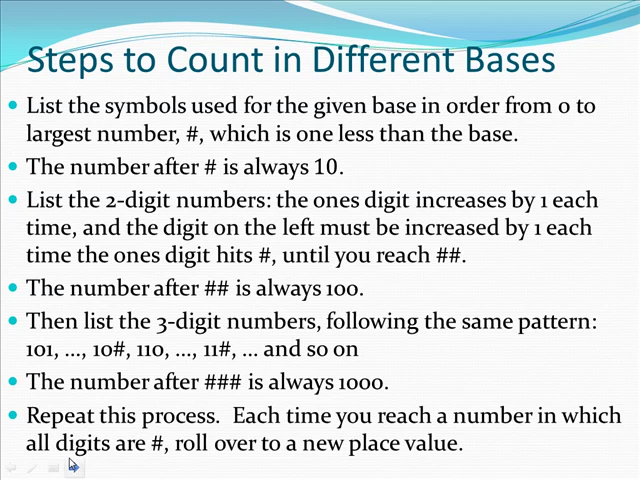 Steps to Count in Different Bases
• List the symbols used for the given base in order from 0 to
largest number, #, which is one less than the base.
• The number after # is always 10.
• List the 2-digit numbers: the ones digit increases by 1 each
time, and the digit on the left must be increased by 1 each
time the ones digit hits #, until you reach ##.
• The number after ## is always 100.
• Then list the 3-digit numbers, following the same pattern:
101, …, 10#, 110, …, 11#, … and so on
• The number after ### is always 1000.
• Repeat this process.  Each time you reach a number in which
all digits are #, roll over to a new place value.